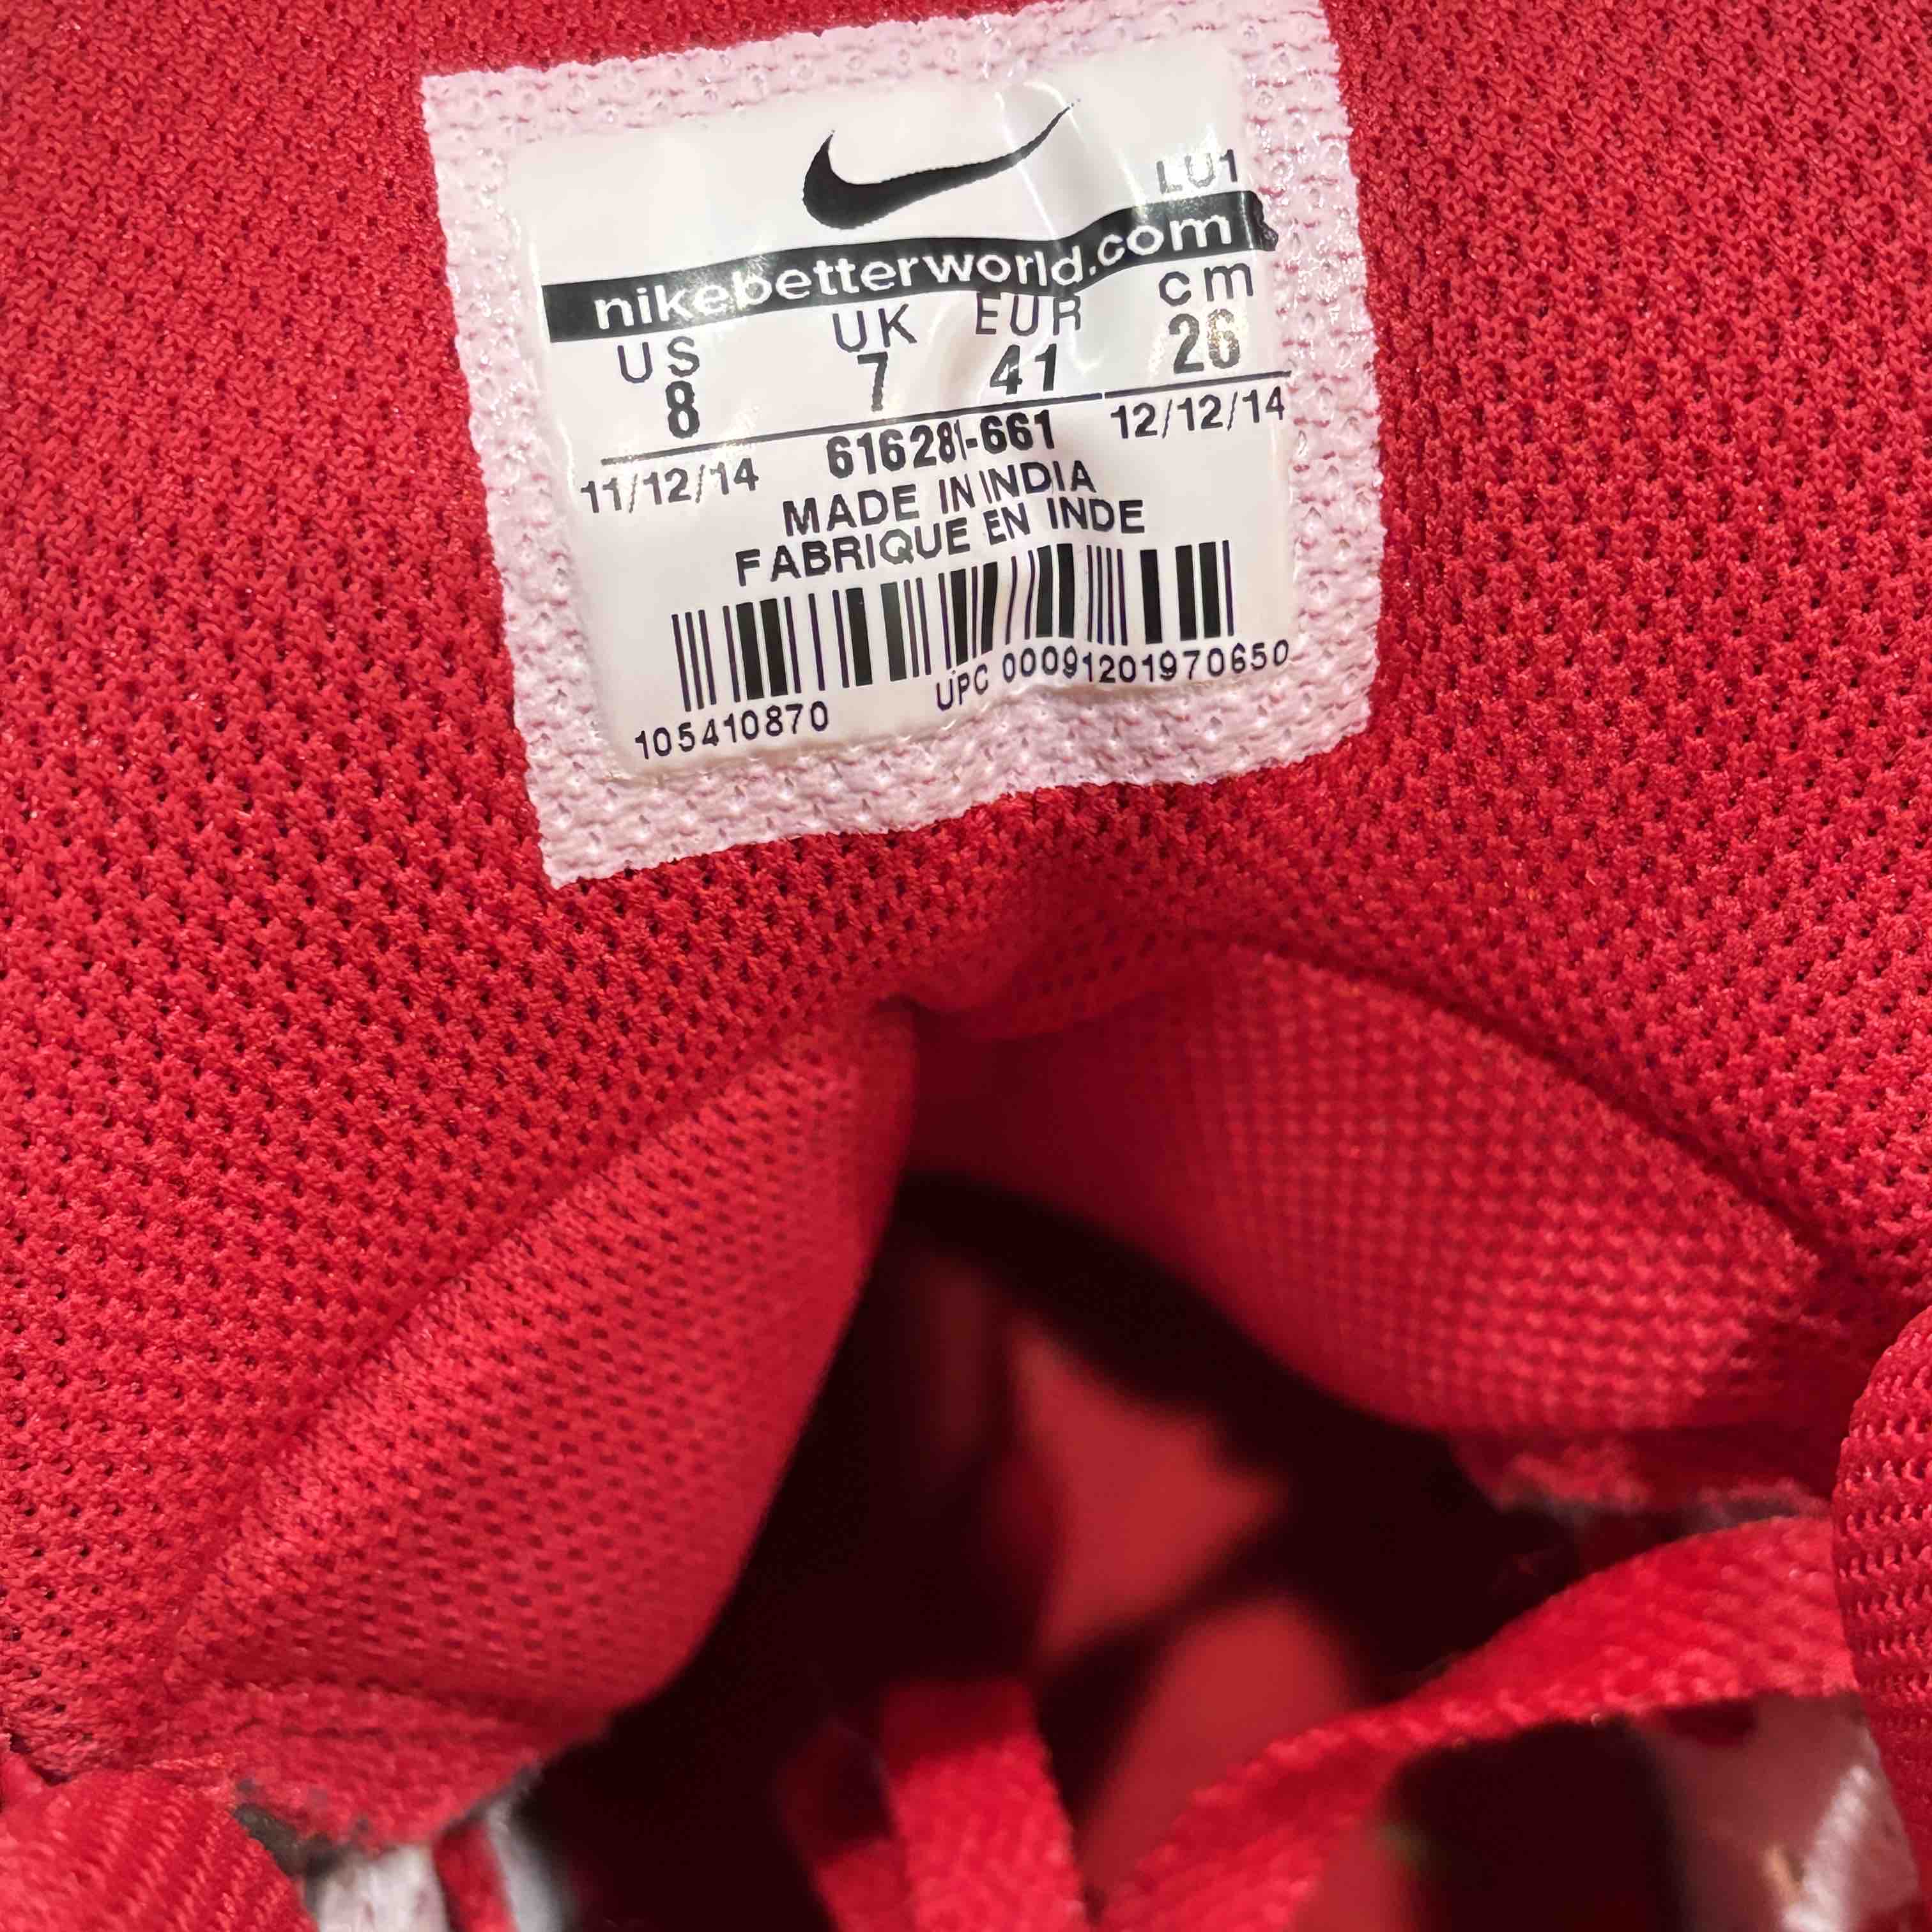 LU1
nikebetterworld.com
US UK EUR cm
8 7 41 26
11/12/14 616281-661 12/12/14
MADE IN INDIA
FABRIQUE EN INDE
105410870 UPC 00091201970650